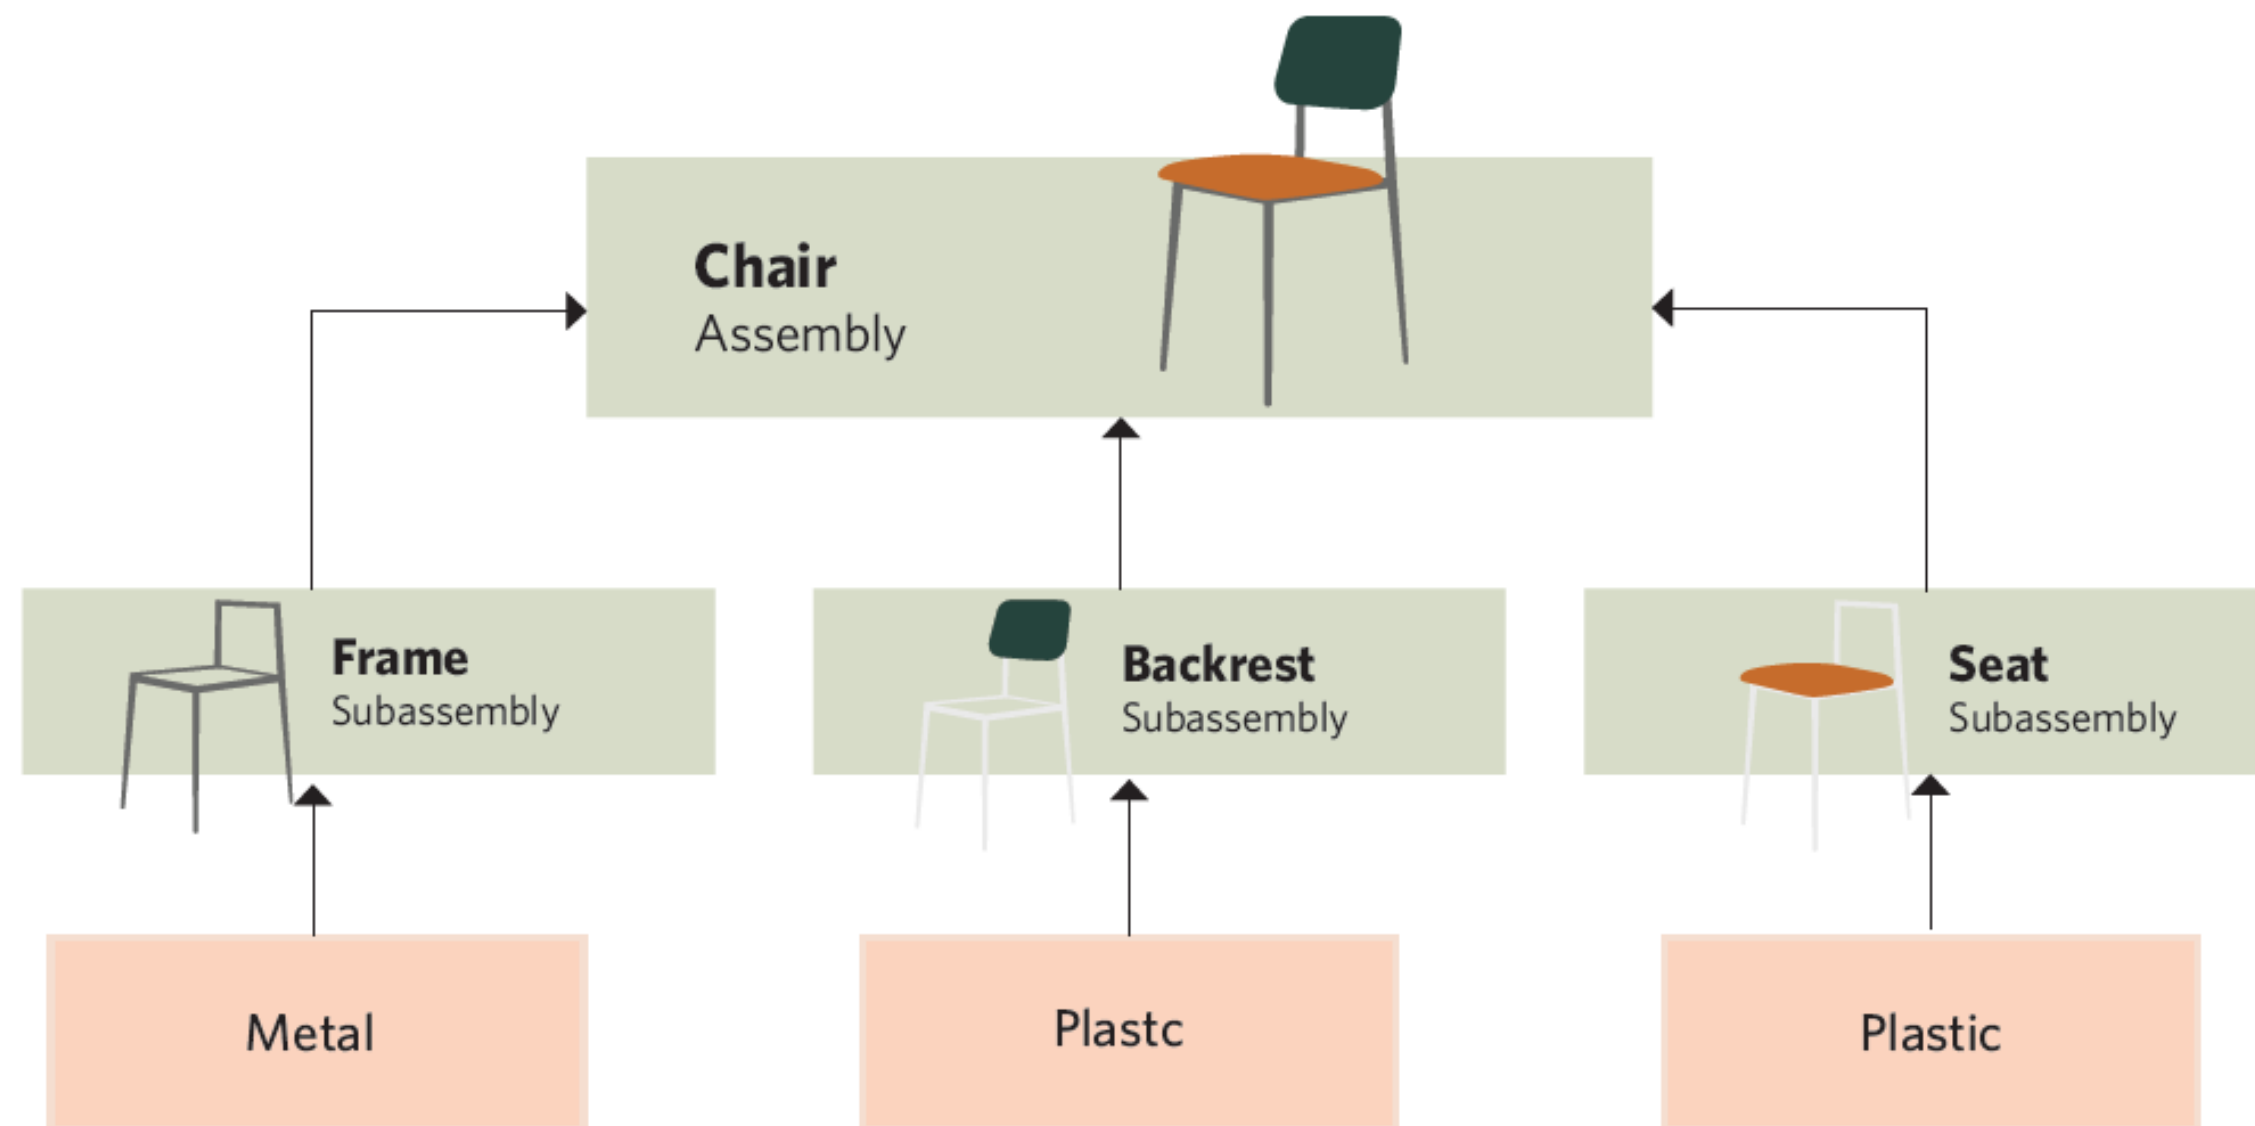 Chair
Assembly
Frame
Subassembly
Backrest
Subassembly
Seat
Subassembly
Metal
Plastc
Plastic